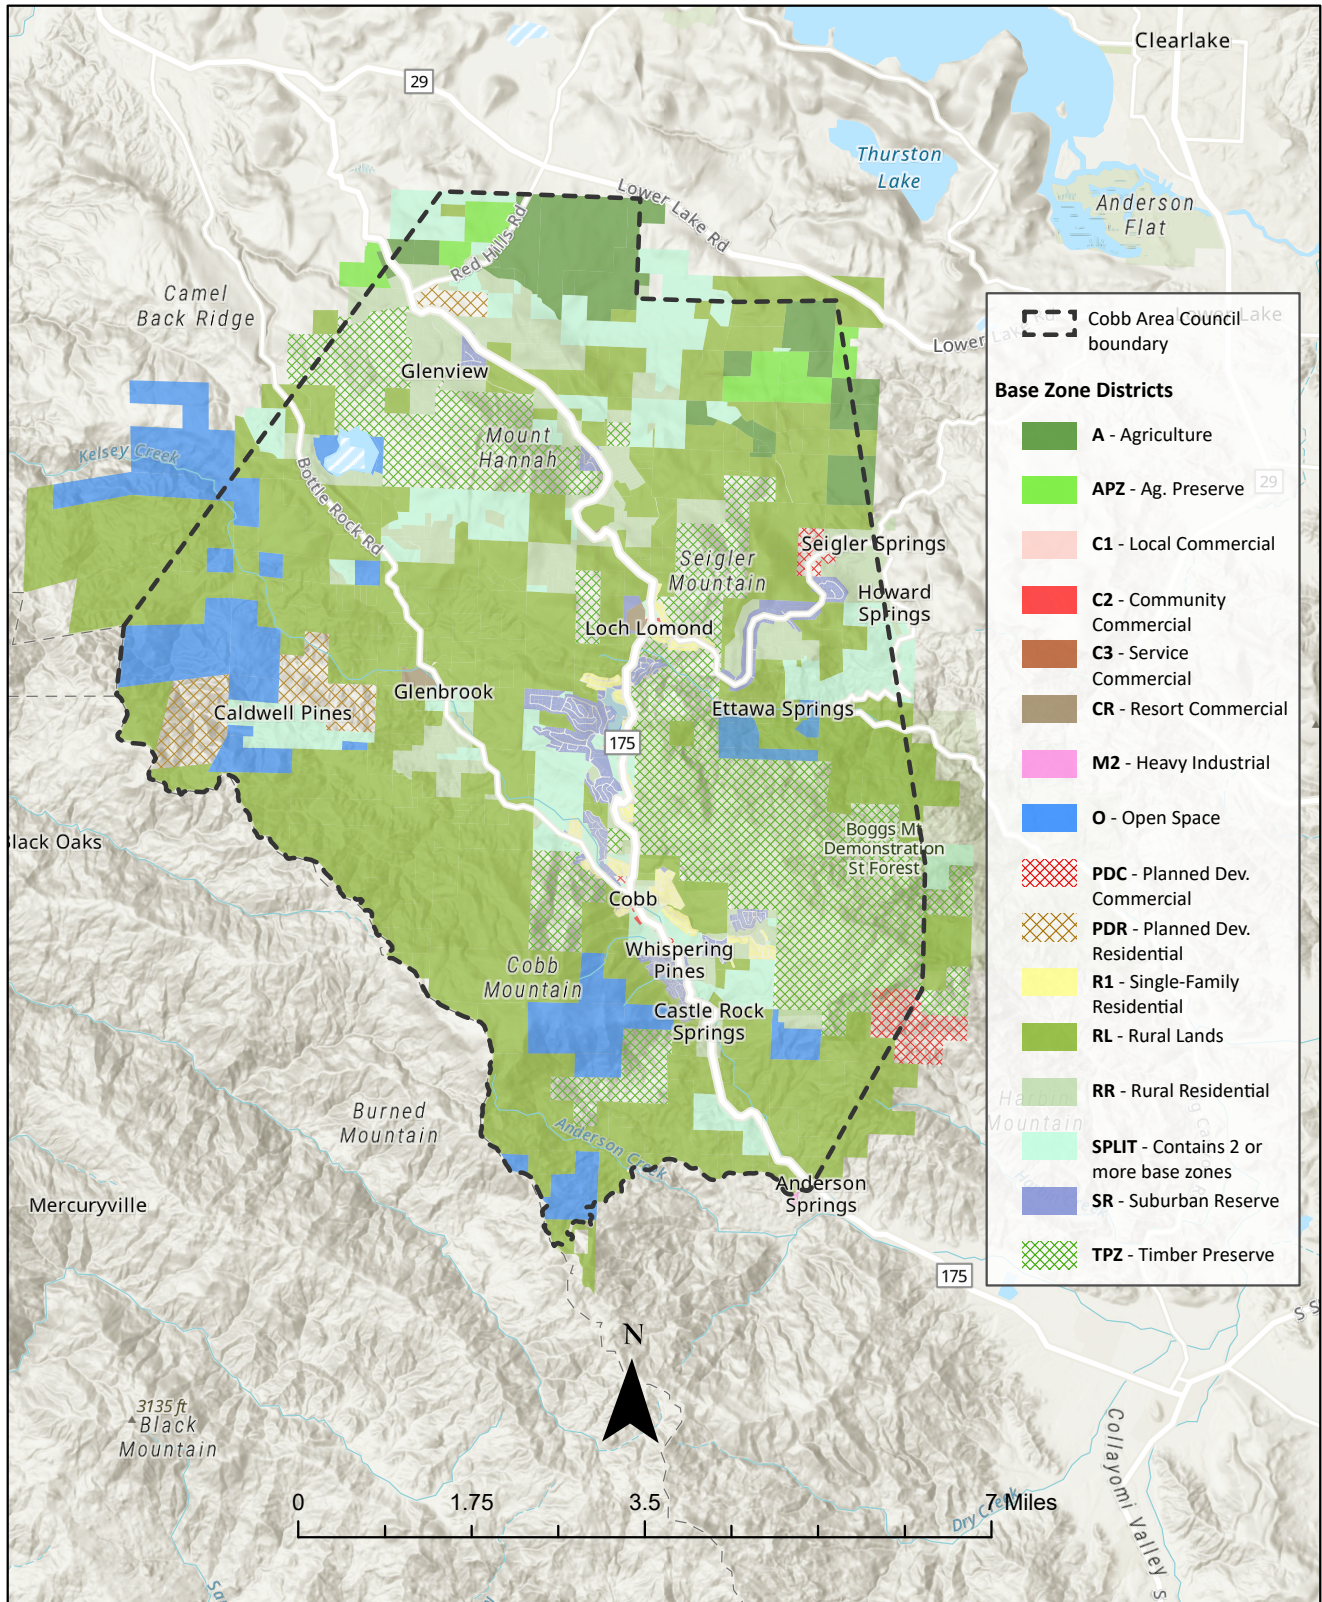 Clearlake
29
Thurston
Lake
Lower Lake Rd
Anderson
Flat
Red Hills Rd
Camel
Back Ridge
Lower Lake
Lower
Glenview
Mount
Hannah
Kelsey Creek
Bottle Rock Rd
29
Seigler Springs
Seigler
Mountain
Howard
Springs
Loch Lomond
Glenbrook
Caldwell Pines
Ettawa Springs
175
Black Oaks
Boggs Mt
Demonstration
St Forest
Cobb
Whispering
Pines
Cobb
Mountain
Castle Rock
Springs
Burned
Mountain
Anderson Creek
Mountain
Mercuryville
Anderson
Springs
175
Cobb Area Council
boundary
Base Zone Districts
A - Agriculture
APZ - Ag. Preserve
C1 - Local Commercial
C2 - Community
Commercial
C3 - Service
Commercial
CR - Resort Commercial
M2 - Heavy Industrial
O - Open Space
PDC - Planned Dev.
Commercial
PDR - Planned Dev.
Residential
R1 - Single-Family
Residential
RL - Rural Lands
RR - Rural Residential
SPLIT - Contains 2 or
more base zones
SR - Suburban Reserve
TPZ - Timber Preserve
N
3135 ft
Black
Mountain
Collayomi Valley
Dry Creek
0 1.75 3.5 7 Miles